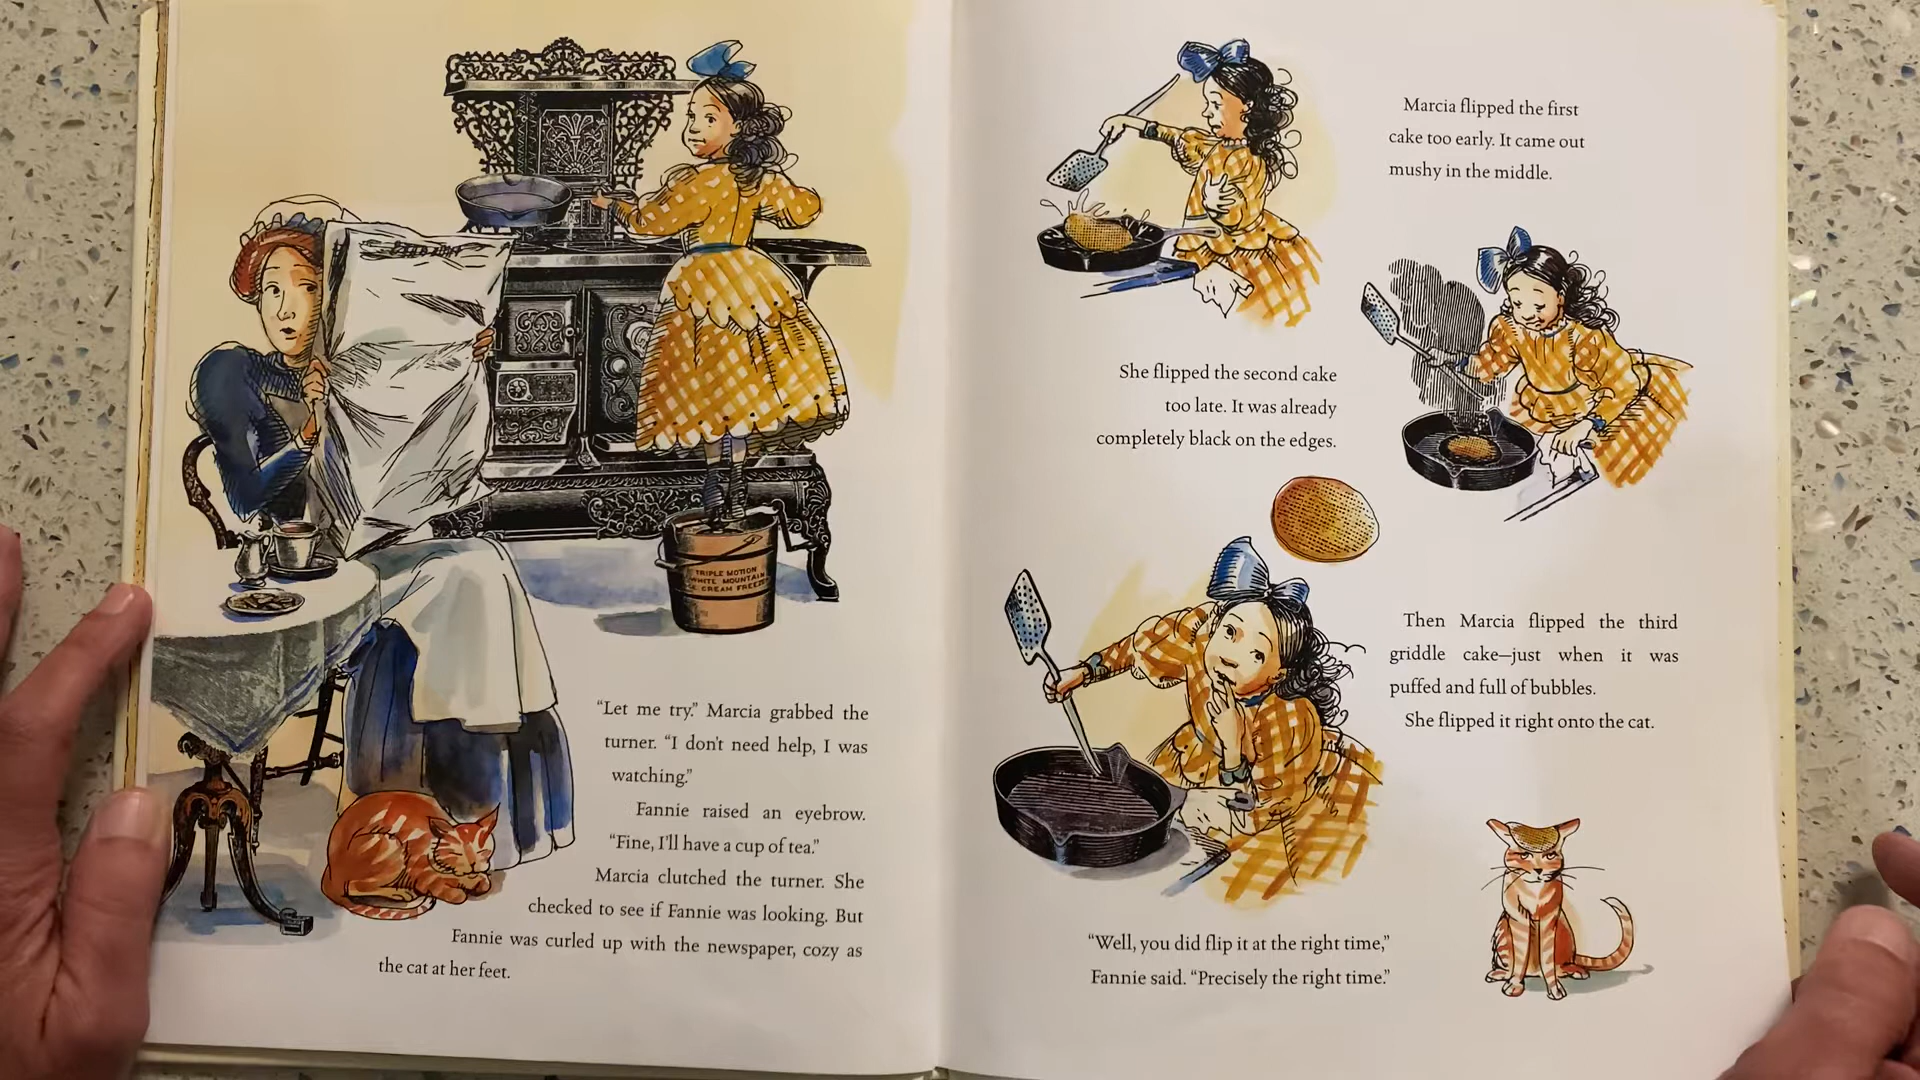 TRIPLE MOTION
WHITE MOUNTAIN
ICE CREAM FREEZER
“Let me try.” Marcia grabbed the
turner. “I don’t need help, I was
watching.”
Fannie raised an eyebrow.
“Fine, I’ll have a cup of tea.”
Marcia clutched the turner. She
checked to see if Fannie was looking. But
Fannie was curled up with the newspaper, cozy as
the cat at her feet.
Marcia flipped the first
cake too early. It came out
mushy in the middle.
She flipped the second cake
too late. It was already
completely black on the edges.
Then Marcia flipped the third
griddle cake—just when it was
puffed and full of bubbles.
She flipped it right onto the cat.
“Well, you did flip it at the right time,”
Fannie said. “Precisely the right time.”